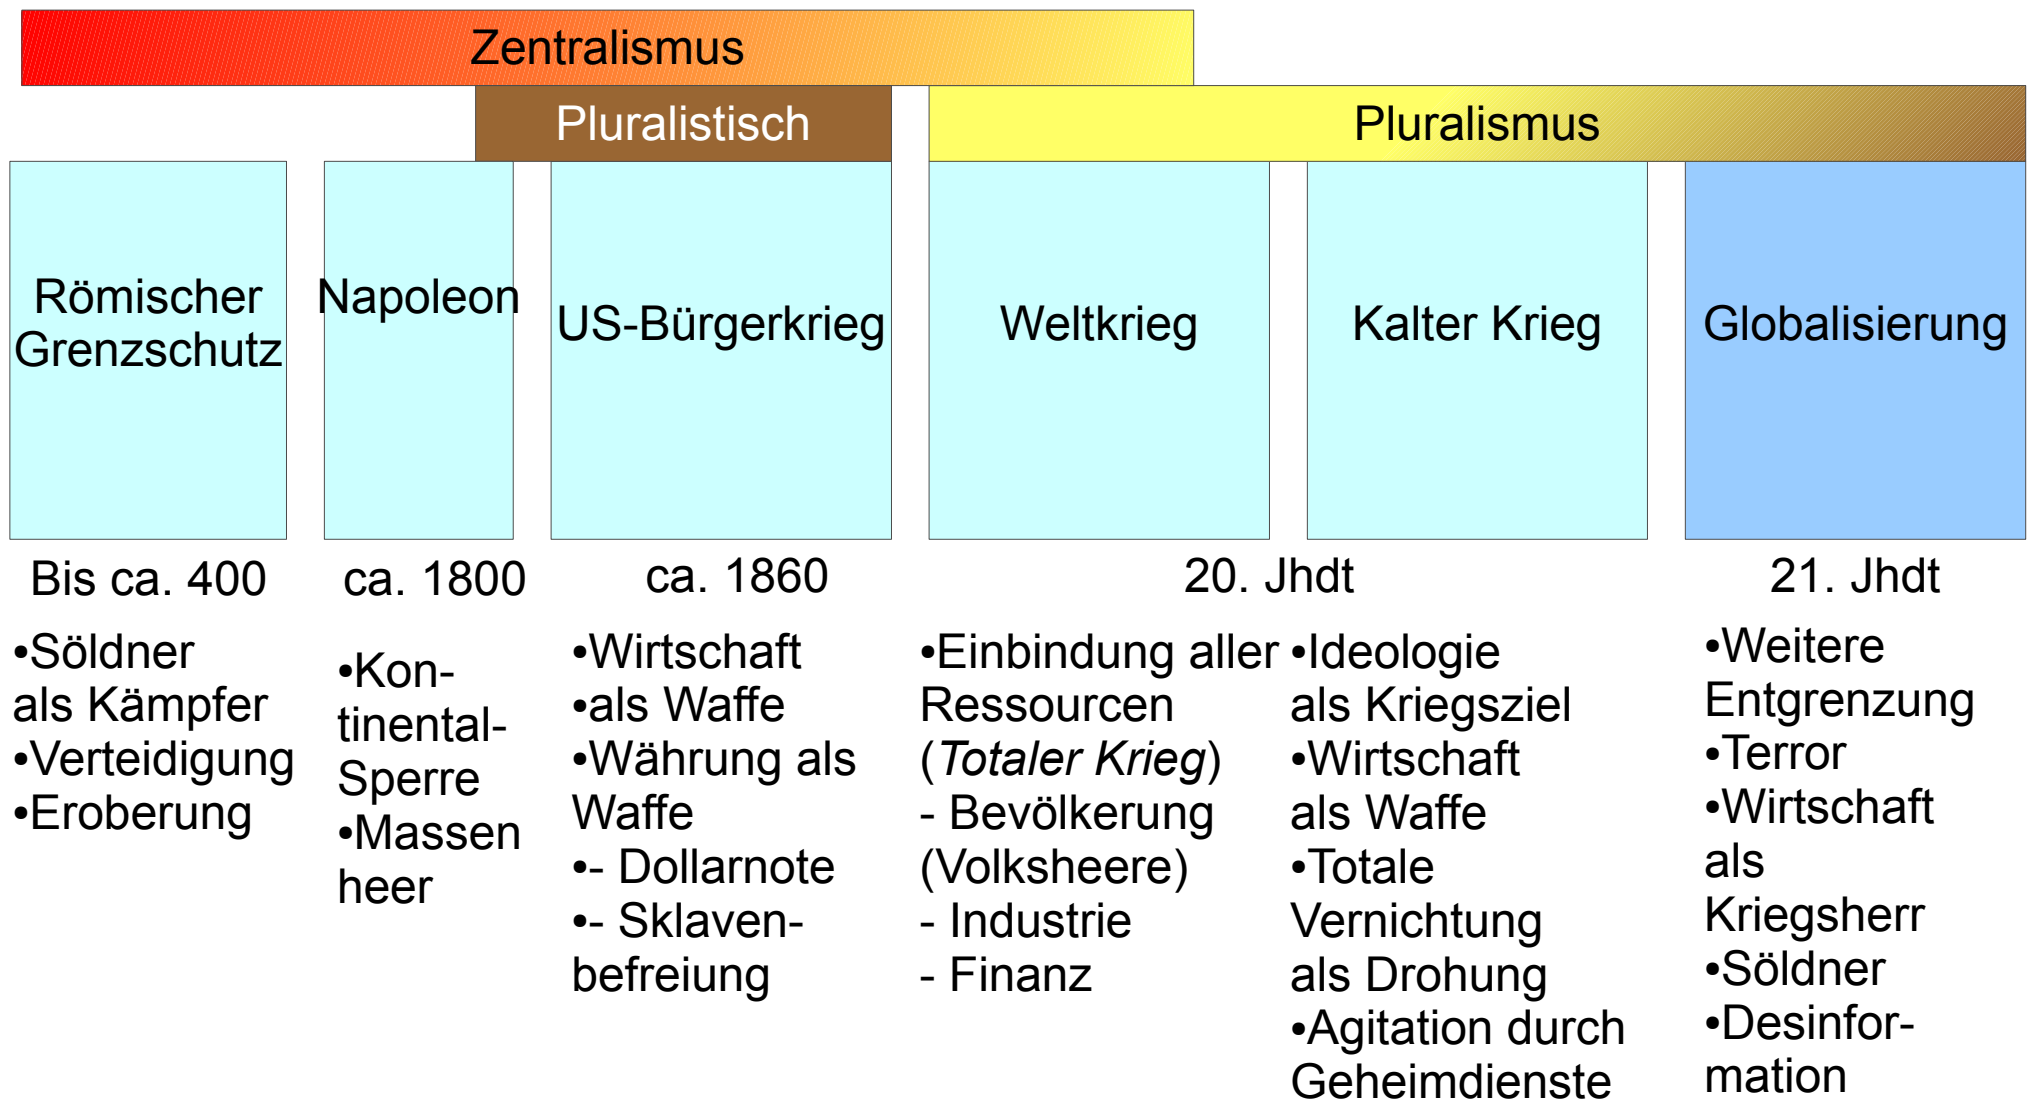 Zentralismus
Pluralistisch
Pluralismus
Römischer
Grenzschutz
Napoleon
US-Bürgerkrieg
Weltkrieg
Kalter Krieg
Globalisierung
Bis ca. 400
ca. 1800
ca. 1860
20. Jhdt
21. Jhdt
•Söldner
als Kämpfer
•Verteidigung
•Eroberung
•Kon-
tinental-
Sperre
•Massen
heer
•Wirtschaft
•als Waffe
•Währung als
Waffe
•- Dollarnote
•- Sklaven-
befreiung
•Einbindung aller
Ressourcen
(Totaler Krieg)
- Bevölkerung
(Volksheere)
- Industrie
- Finanz
•Ideologie
als Kriegsziel
•Wirtschaft
als Waffe
•Totale
Vernichtung
als Drohung
•Agitation durch
Geheimdienste
•Weitere
Entgrenzung
•Terror
•Wirtschaft
als
Kriegsherr
•Söldner
•Desinfor-
mation